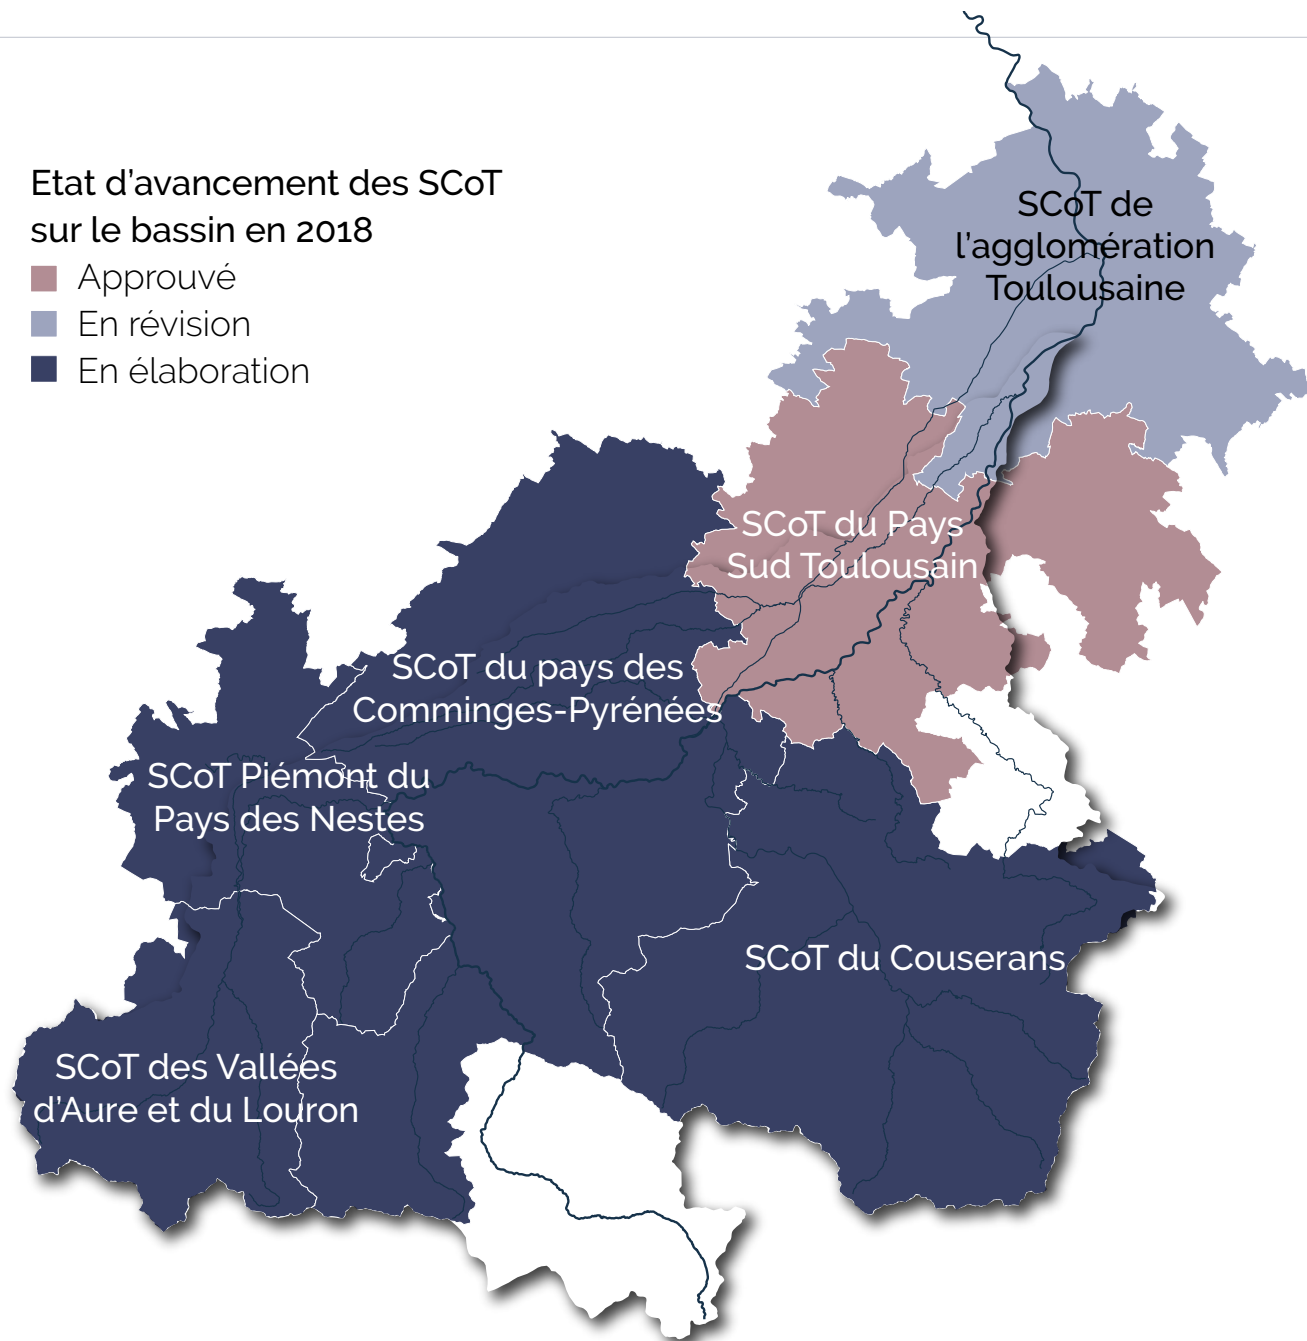 Etat d'avancement des SCoT
sur le bassin en 2018
Approuvé
En révision
En élaboration
SCoT de
l'agglomération
Toulousaine
SCoT du Pays
Sud Toulousain
SCoT du pays des
Comminges-Pyrénées
SCoT Piémont du
Pays des Nestes
SCoT du Couserans
SCoT des Vallées
d'Aure et du Louron